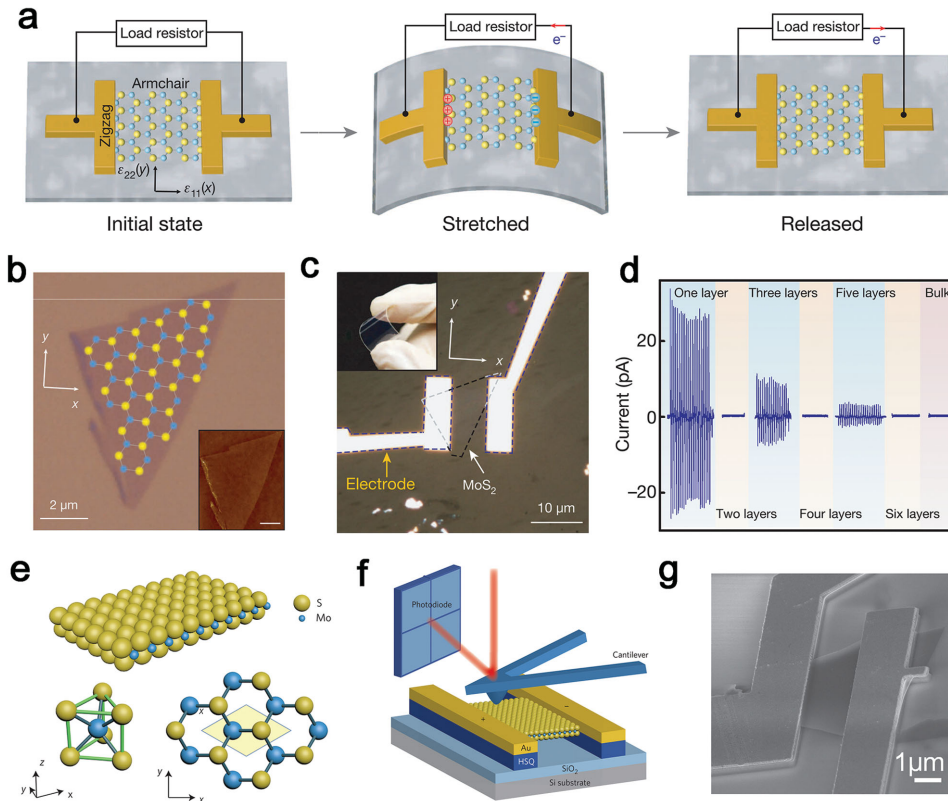 a
Load resistor
Armchair
Zigzag
ε22(y)
ε11(x)
Initial state
Load resistor
e−
Stretched
Load resistor
e−
Released
b
y
x
2 μm
c
y
x
Electrode
MoS2
10 μm
d
One layer
Three layers
Five layers
Bulk
Current (pA)
20
0
−20
Two layers
Four layers
Six layers
e
S
Mo
x
z
y
x
y
x
f
Photodiode
Cantilever
+
−
Au
HSQ
SiO2
Si substrate
g
1μm